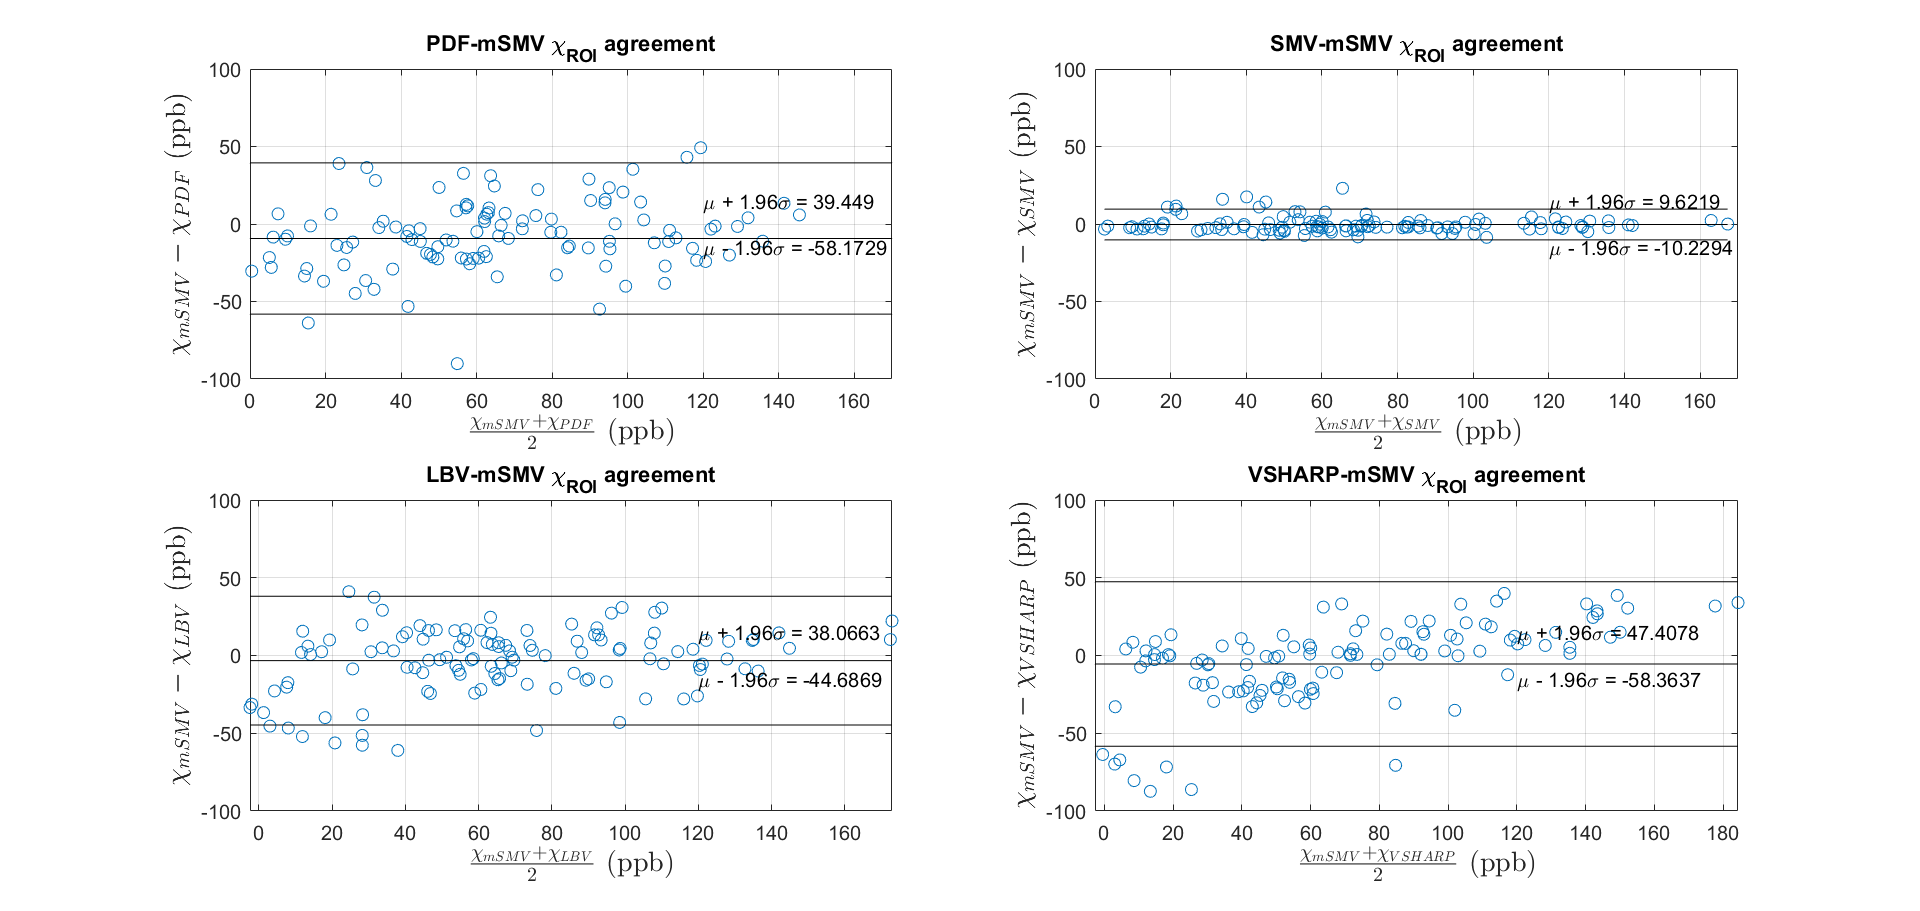 PDF-mSMV χROI agreement
100
50
0
-50
-100
χmSMV − χPDF (ppb)
μ + 1.96σ = 39.449
μ - 1.96σ = -58.1729
0 20 40 60 80 100 120 140 160
χmSMV+χPDF
2
(ppb)
SMV-mSMV χROI agreement
100
50
0
-50
-100
χmSMV − χSMV (ppb)
μ + 1.96σ = 9.6219
μ - 1.96σ = -10.2294
0 20 40 60 80 100 120 140 160
χmSMV+χSMV
2
(ppb)
LBV-mSMV χROI agreement
100
50
0
-50
-100
χmSMV − χLBV (ppb)
μ + 1.96σ = 38.0663
μ - 1.96σ = -44.6869
0 20 40 60 80 100 120 140 160
χmSMV+χLBV
2
(ppb)
VSHARP-mSMV χROI agreement
100
50
0
-50
-100
χmSMV − χVSHARP (ppb)
μ + 1.96σ = 47.4078
μ - 1.96σ = -58.3637
0 20 40 60 80 100 120 140 160 180
χmSMV+χVSHARP
2
(ppb)